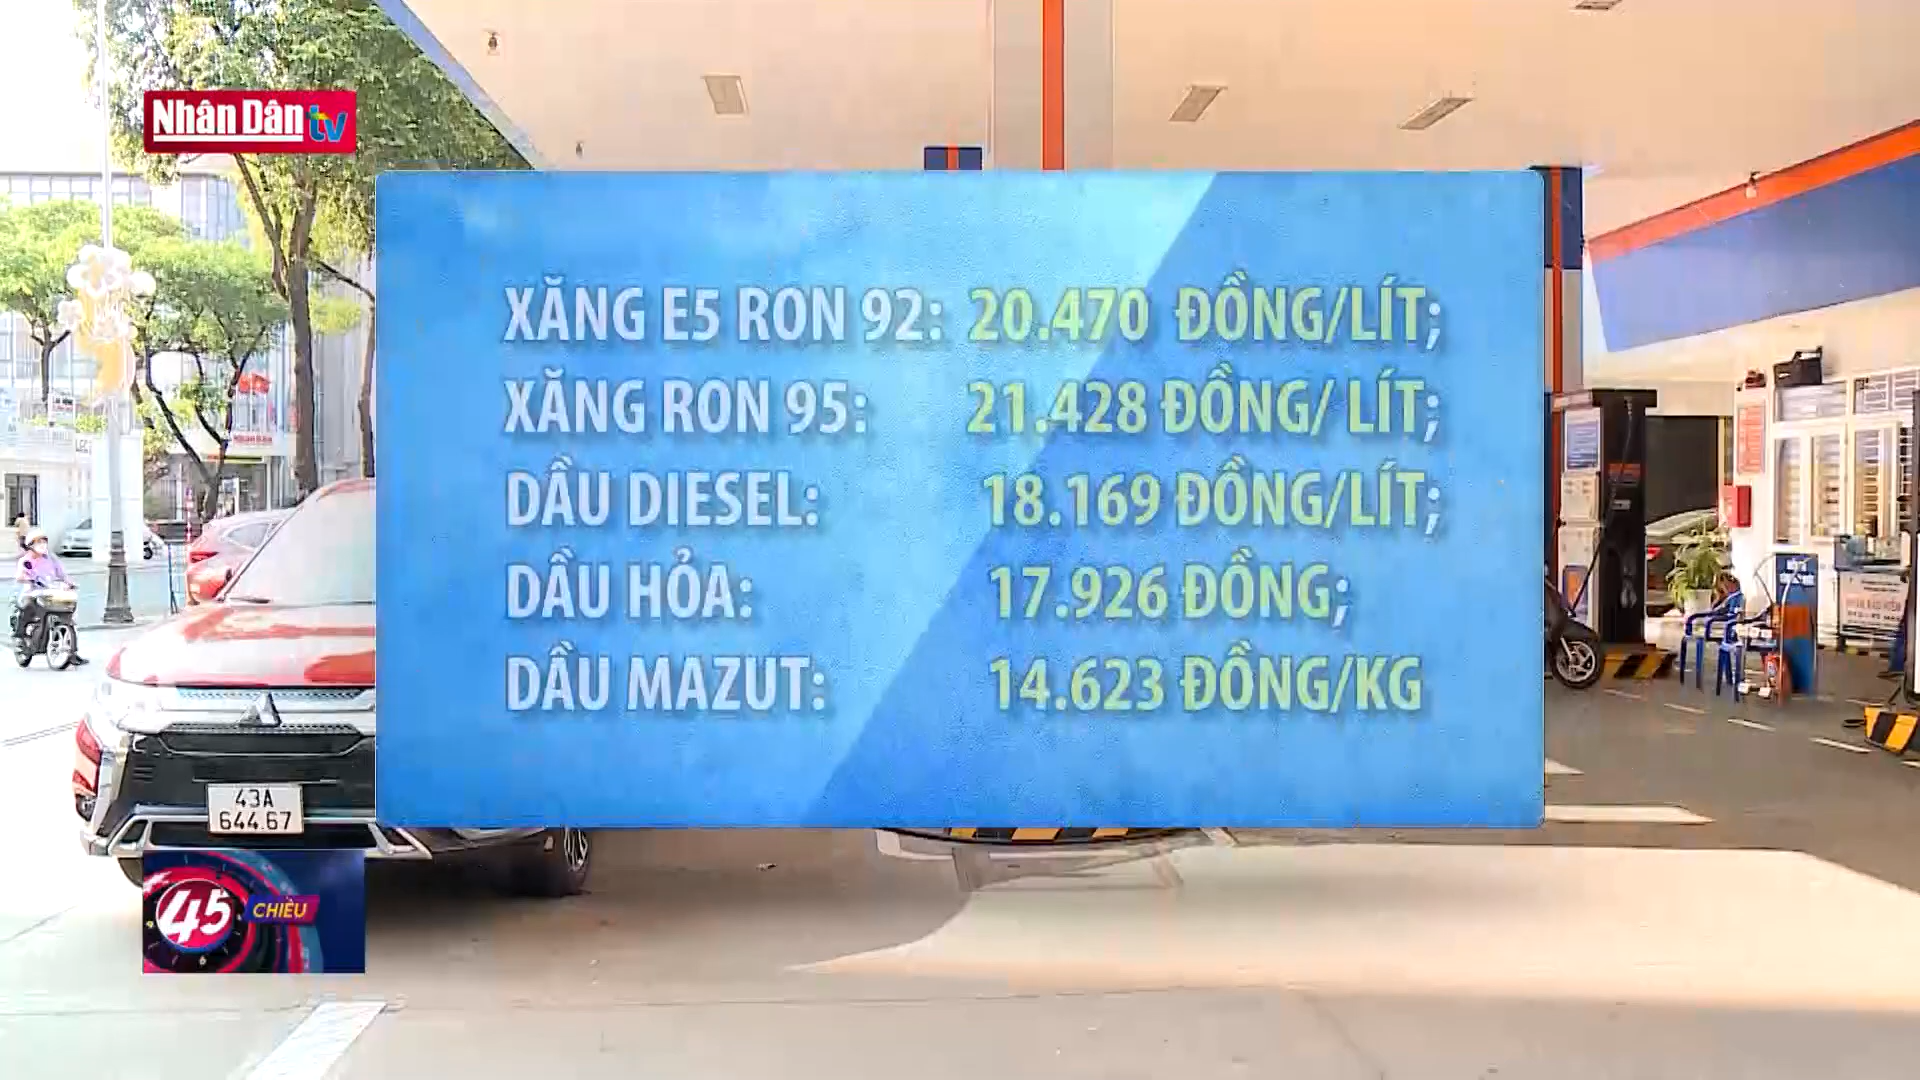 Nhân Dân tv
XĂNG E5 RON 92: 20.470 ĐỒNG/LÍT;
XĂNG RON 95: 21.428 ĐỒNG/ LÍT;
DẦU DIESEL: 18.169 ĐỒNG/LÍT;
DẦU HỎA: 17.926 ĐỒNG;
DẦU MAZUT: 14.623 ĐỒNG/KG
43A
644.67
45 CHIỀU